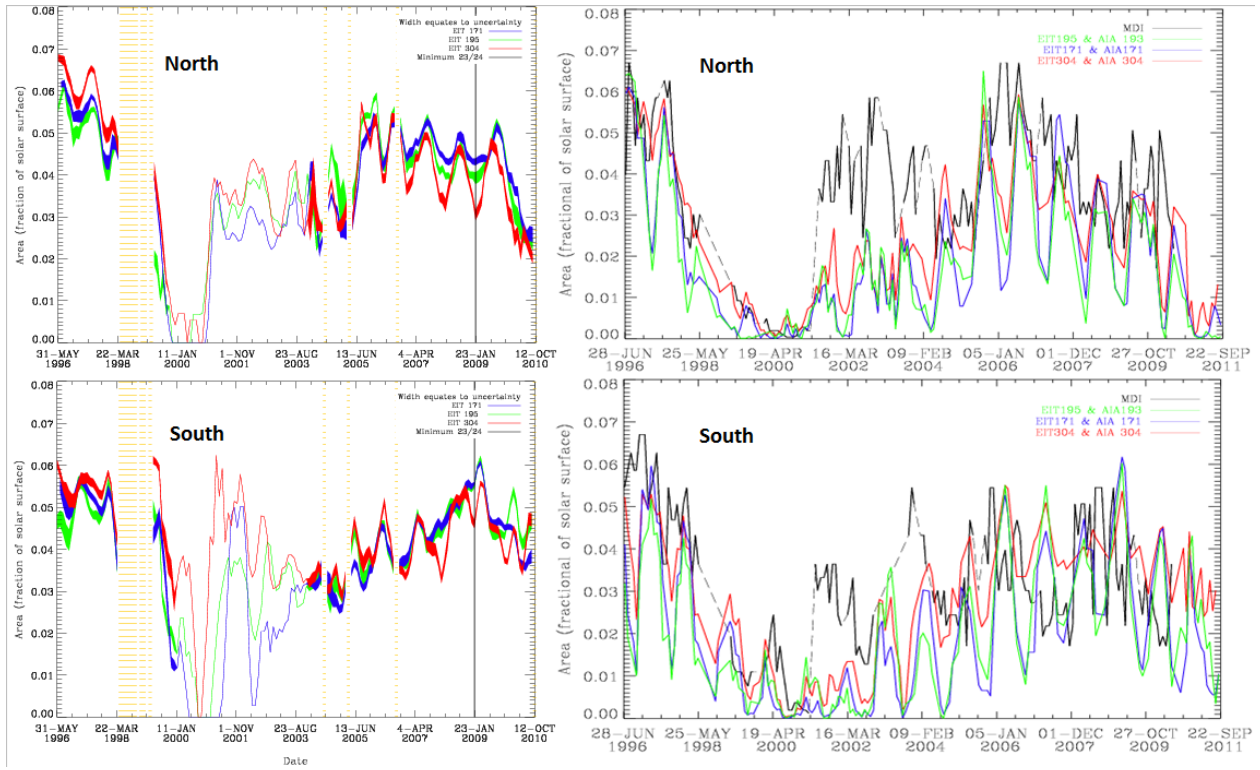 0.08
0.07
0.06
0.05
0.04
0.03
0.02
0.01
0.00
Area (fraction of solar surface)
North
Width equates to uncertainty
EIT 171
EIT 195
EIT 304
Minimum 23/24
31-MAY 22-MAR 11-JAN 1-NOV 23-AUG 13-JUN 4-APR 23-JAN 12-OCT
1996 1998 2000 2001 2003 2005 2007 2009 2010
0.08
0.07
0.06
0.05
0.04
0.03
0.02
0.01
0.00
Area (fractional of solar surface)
North
MDI
EIT195 & AIA 193
EIT171 & AIA171
EIT304 & AIA 304
28-JUN 25-MAY 19-APR 16-MAR 09-FEB 05-JAN 01-DEC 27-OCT 22-SEP
1996 1998 2000 2002 2004 2006 2007 2009 2011
0.08
0.07
0.06
0.05
0.04
0.03
0.02
0.01
0.00
Area (fraction of solar surface)
South
Width equates to uncertainty
EIT 171
EIT 195
EIT 304
Minimum 23/24
31-MAY 22-MAR 11-JAN 1-NOV 23-AUG 13-JUN 4-APR 23-JAN 12-OCT
1996 1998 2000 2001 2003 2005 2007 2009 2010
Date
0.08
0.07
0.06
0.05
0.04
0.03
0.02
0.01
0.00
Area (fractional of solar surface)
South
MDI
EIT195 & AIA193
EIT171 & AIA 171
EIT304 & AIA 304
28-JUN 25-MAY 19-APR 16-MAR 09-FEB 05-JAN 01-DEC 27-OCT 22-SEP
1996 1998 2000 2002 2004 2006 2007 2009 2011